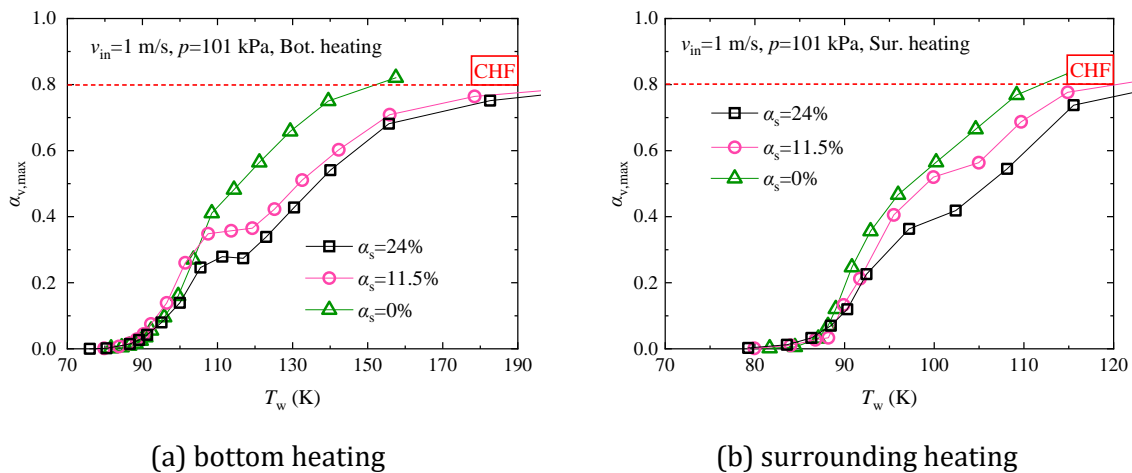 v_in=1 m/s, p=101 kPa, Bot. heating
CHF
α_s=24%
α_s=11.5%
α_s=0%
α_v,max
1.0
0.8
0.6
0.4
0.2
0.0
70 90 110 130 150 170 190
T_w (K)
(a) bottom heating
v_in=1 m/s, p=101 kPa, Sur. heating
CHF
α_s=24%
α_s=11.5%
α_s=0%
α_v,max
1.0
0.8
0.6
0.4
0.2
0.0
70 80 90 100 110 120
T_w (K)
(b) surrounding heating